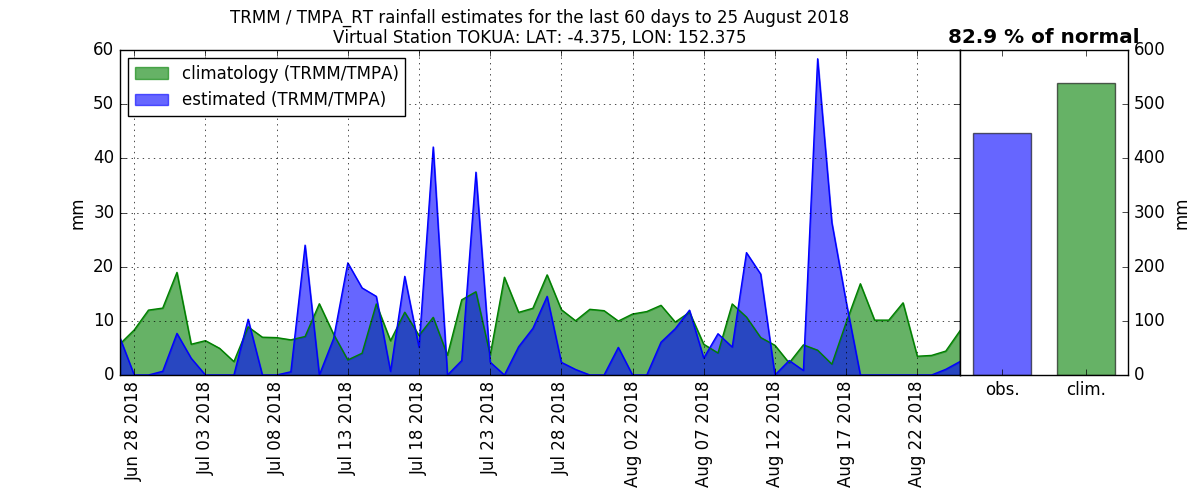 TRMM / TMPA_RT rainfall estimates for the last 60 days to 25 August 2018
Virtual Station TOKUA: LAT: -4.375, LON: 152.375
82.9 % of normal
climatology (TRMM/TMPA)
estimated (TRMM/TMPA)
mm
60
50
40
30
20
10
0
Jun 28 2018
Jul 03 2018
Jul 08 2018
Jul 13 2018
Jul 18 2018
Jul 23 2018
Jul 28 2018
Aug 02 2018
Aug 07 2018
Aug 12 2018
Aug 17 2018
Aug 22 2018
obs.
clim.
600
500
400
300
200
100
0
mm